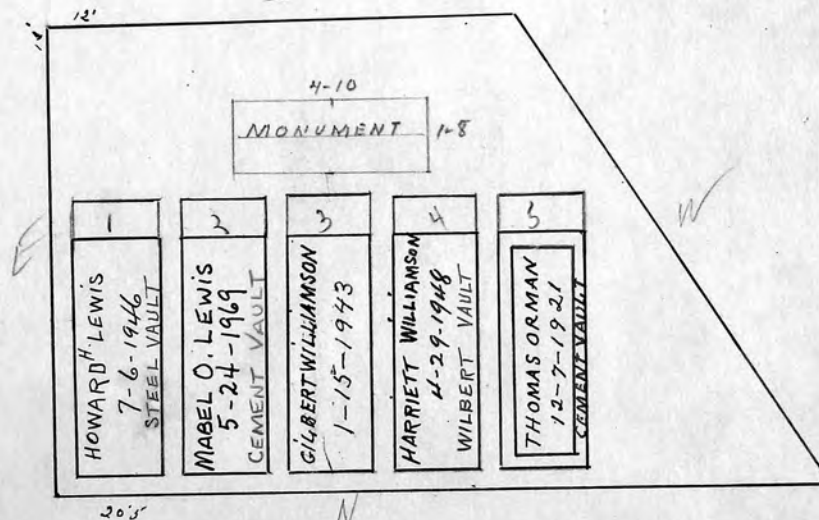 12'
4-10
MONUMENT
1-8
1
HOWARD H. LEWIS
7-6-1946
STEEL VAULT
2
MABEL O. LEWIS
5-24-1969
CEMENT VAULT
3
GILBERT WILLIAMSON
1-15-1943
4
HARRIETT WILLIAMSON
4-29-1948
WILBERT VAULT
5
THOMAS ORMAN
12-7-1921
CEMENT VAULT
E
W
20'5
N